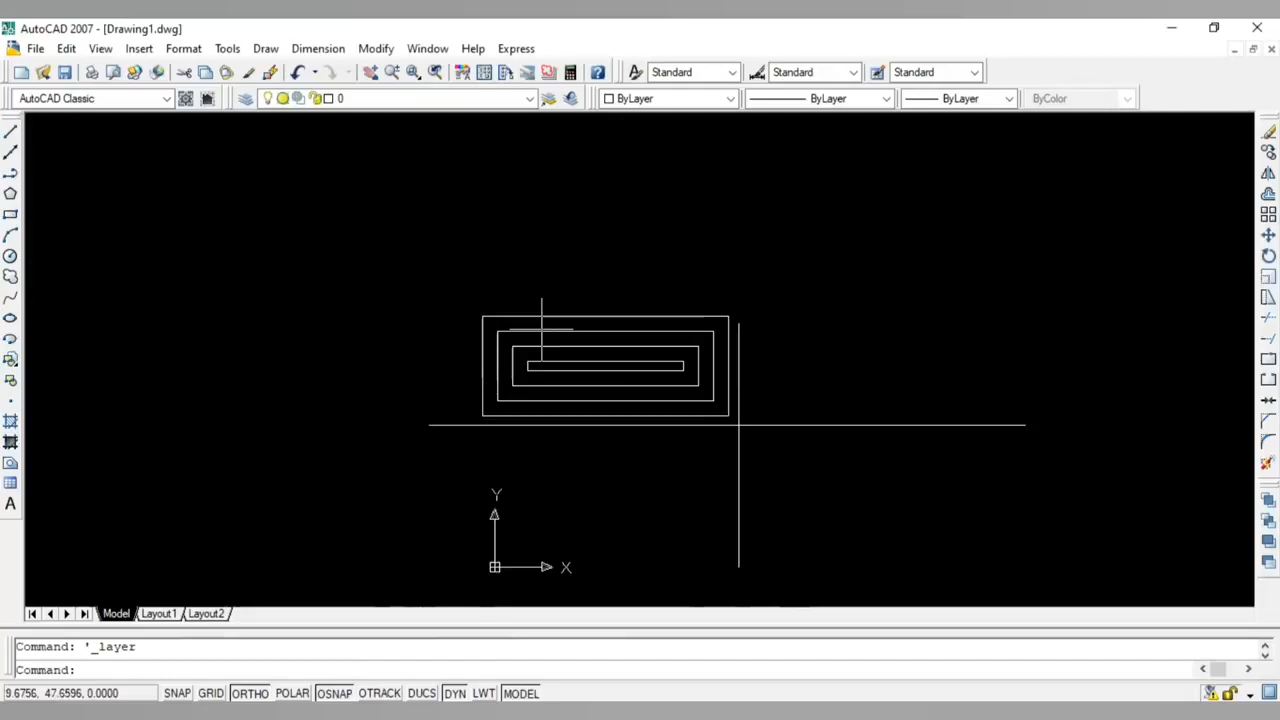 AutoCAD 2007 - [Drawing1.dwg]
File Edit View Insert Format Tools Draw Dimension Modify Window Help Express
Standard Standard Standard
AutoCAD Classic 0 ByLayer ByLayer ByLayer ByColor
A
Y
X
Model Layout1 Layout2
Command: '_layer
Command:
9.6756, 47.6596, 0.0000 SNAP GRID ORTHO POLAR OSNAP OTRACK DUCS DYN LWT MODEL